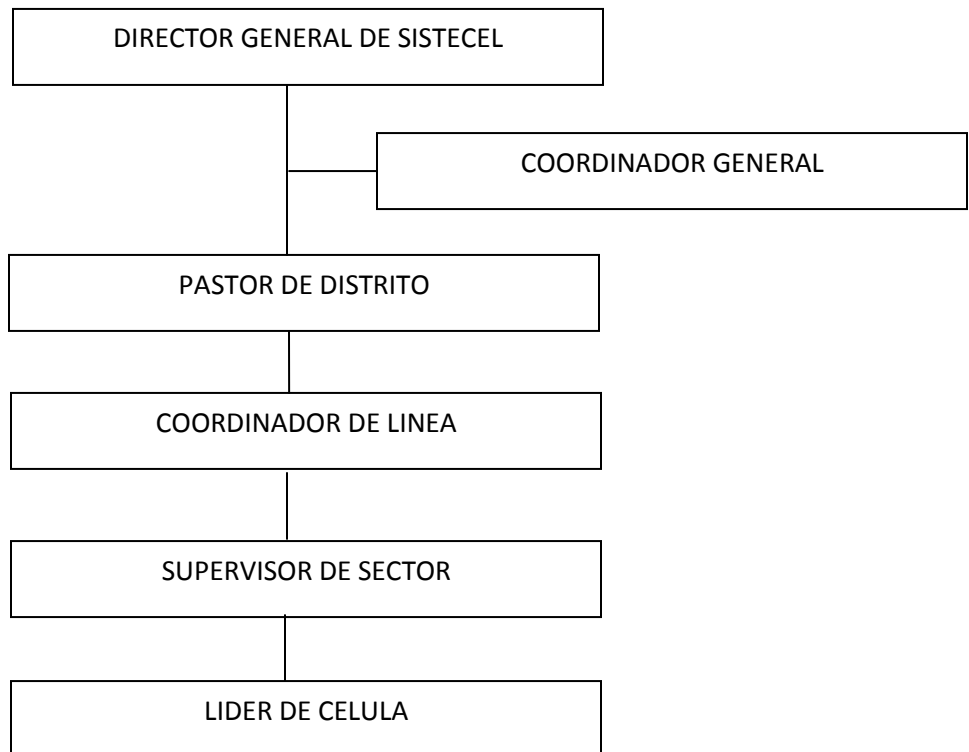 DIRECTOR GENERAL DE SISTECEL
COORDINADOR GENERAL
PASTOR DE DISTRITO
COORDINADOR DE LINEA
SUPERVISOR DE SECTOR
LIDER DE CELULA